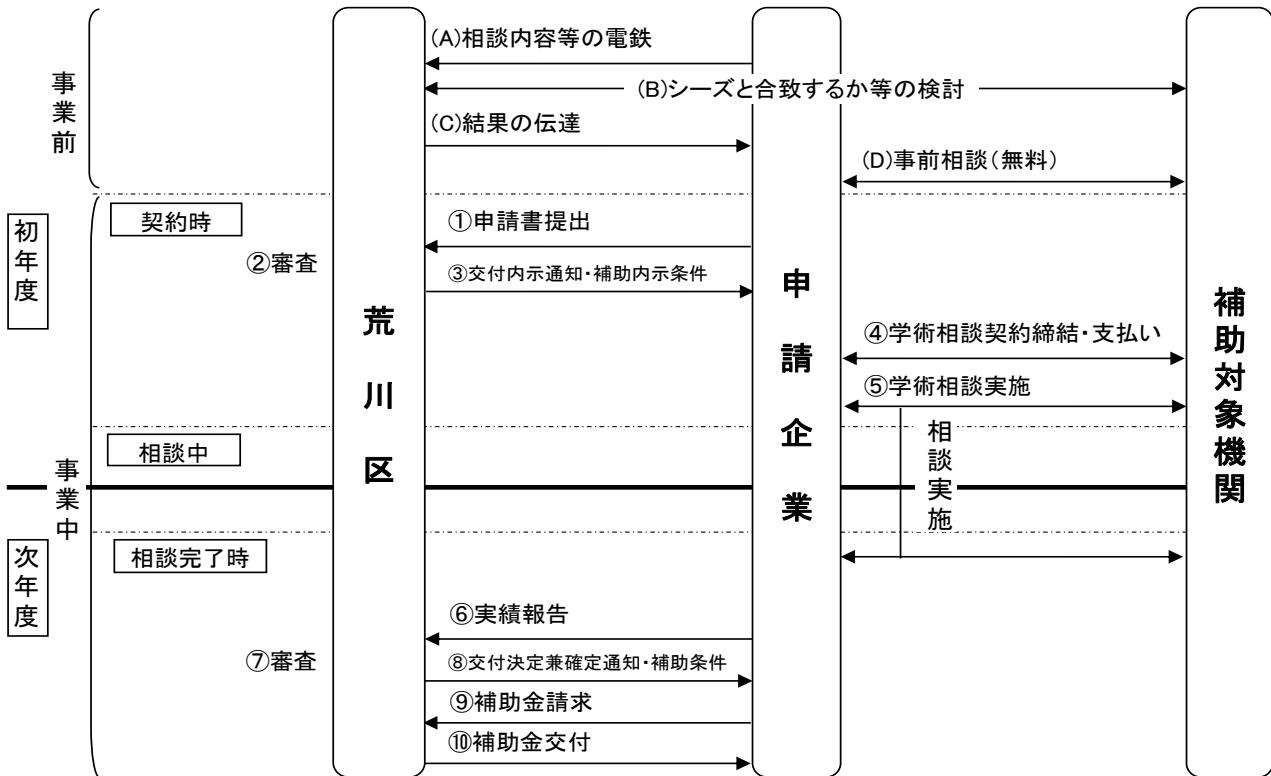 (A)相談内容等の電鉄
(B)シーズと合致するか等の検討
事業前
(C)結果の伝達
(D)事前相談(無料)
初年度
契約時
①申請書提出
②審査
③交付内示通知・補助内示条件
荒川区
申請企業
補助対象機関
④学術相談契約締結・支払い
⑤学術相談実施
相談中
相談実施
事業中
次年度
相談完了時
⑥実績報告
⑦審査
⑧交付決定兼確定通知・補助条件
⑨補助金請求
⑩補助金交付